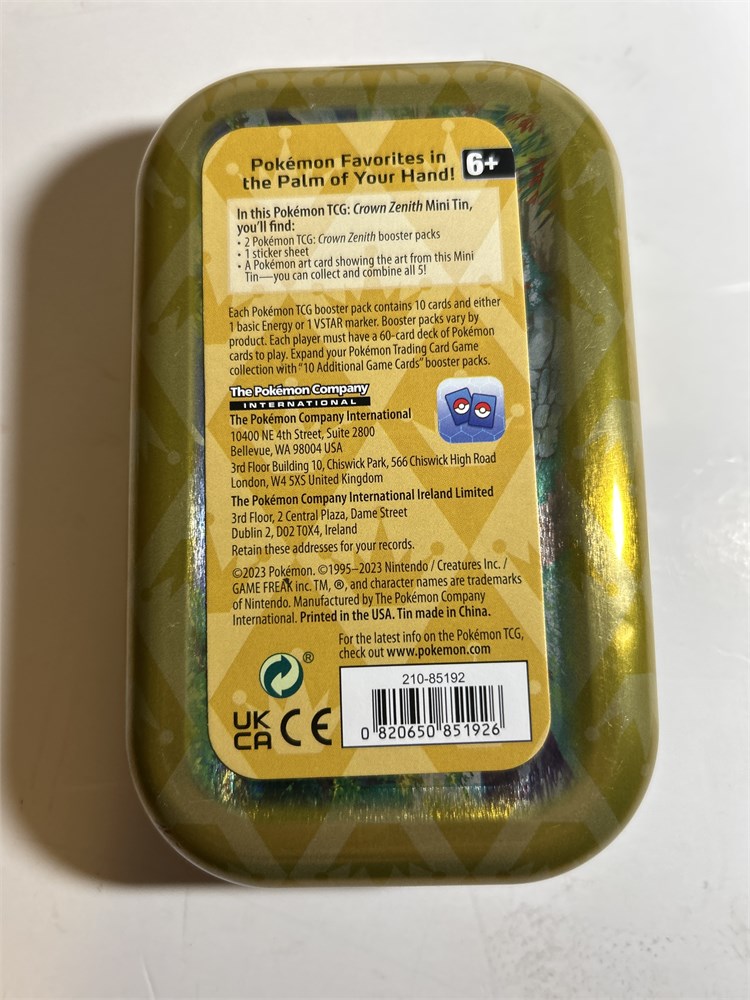 Pokémon Favorites in
the Palm of Your Hand!
6+
In this Pokémon TCG: Crown Zenith Mini Tin,
you'll find:
• 2 Pokémon TCG: Crown Zenith booster packs
• 1 sticker sheet
• A Pokémon art card showing the art from this Mini
Tin—you can collect and combine all 5!
Each Pokémon TCG booster pack contains 10 cards and either
1 basic Energy or 1 VSTAR marker. Booster packs vary by
product. Each player must have a 60-card deck of Pokémon
cards to play. Expand your Pokémon Trading Card Game
collection with "10 Additional Game Cards" booster packs.
The Pokémon Company
INTERNATIONAL
The Pokémon Company International
10400 NE 4th Street, Suite 2800
Bellevue, WA 98004 USA
3rd Floor Building 10, Chiswick Park, 566 Chiswick High Road
London, W4 5XS United Kingdom
The Pokémon Company International Ireland Limited
3rd Floor, 2 Central Plaza, Dame Street
Dublin 2, D02 T0X4, Ireland
Retain these addresses for your records.
©2023 Pokémon. ©1995–2023 Nintendo / Creatures Inc. /
GAME FREAK inc. TM, ®, and character names are trademarks
of Nintendo. Manufactured by The Pokémon Company
International. Printed in the USA. Tin made in China.
For the latest info on the Pokémon TCG,
check out www.pokemon.com
®
UK
CA CE
210-85192
0 820650 851926